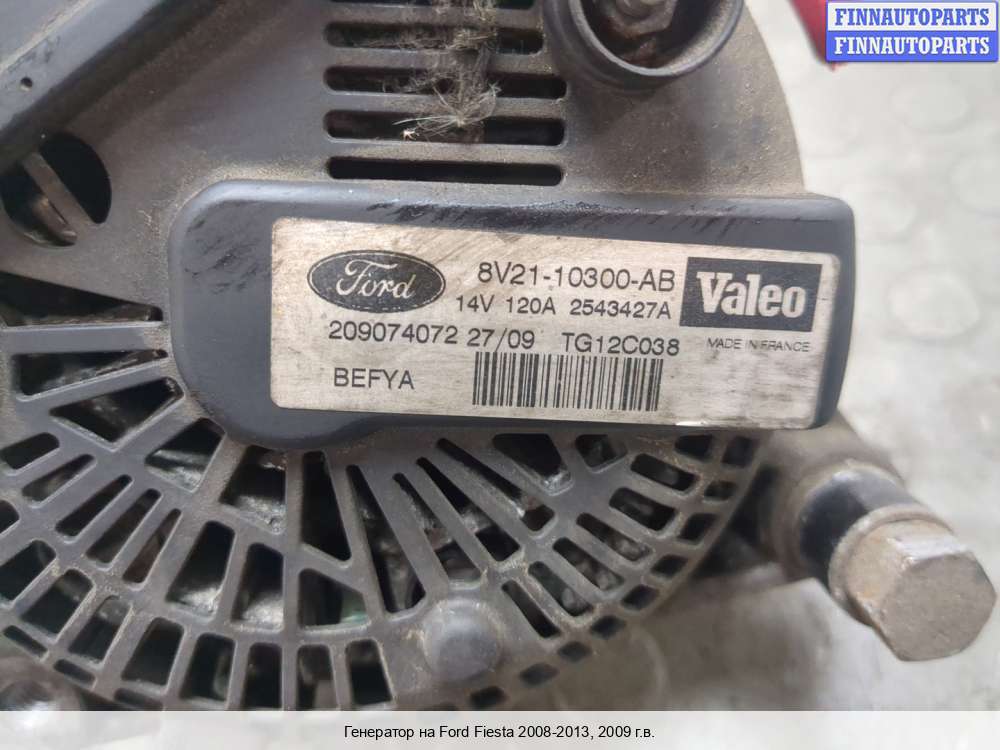 FINNAUTOPARTS
FINNAUTOPARTS
Ford
8V21-10300-AB
Valeo
14V 120A 2543427A
209074072 27/09 TG12C038
MADE IN FRANCE
BEFYA
Генератор на Ford Fiesta 2008-2013, 2009 г.в.